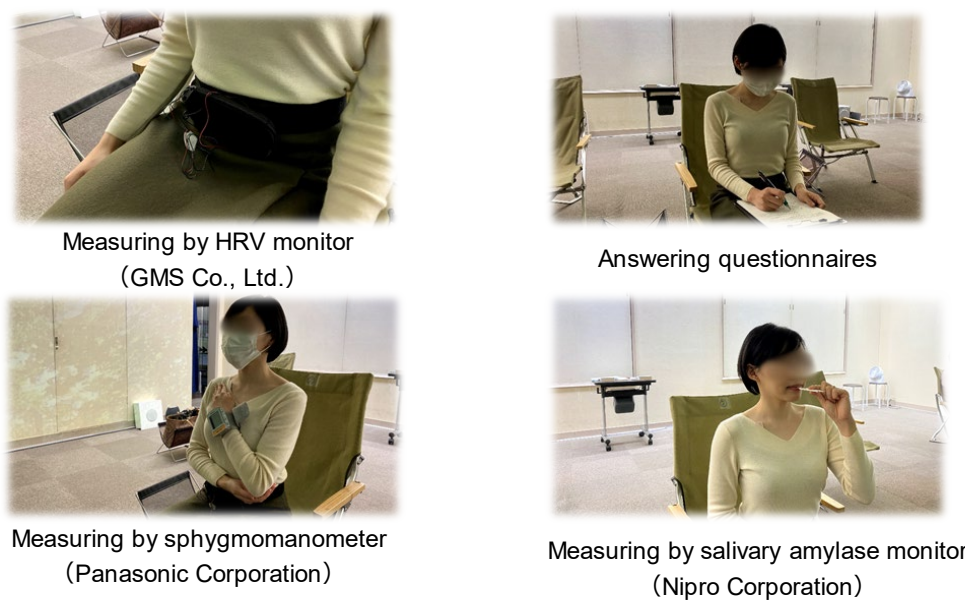 Measuring by HRV monitor
（GMS Co., Ltd.）
Answering questionnaires
Measuring by sphygmomanometer
（Panasonic Corporation）
Measuring by salivary amylase monitor
（Nipro Corporation）